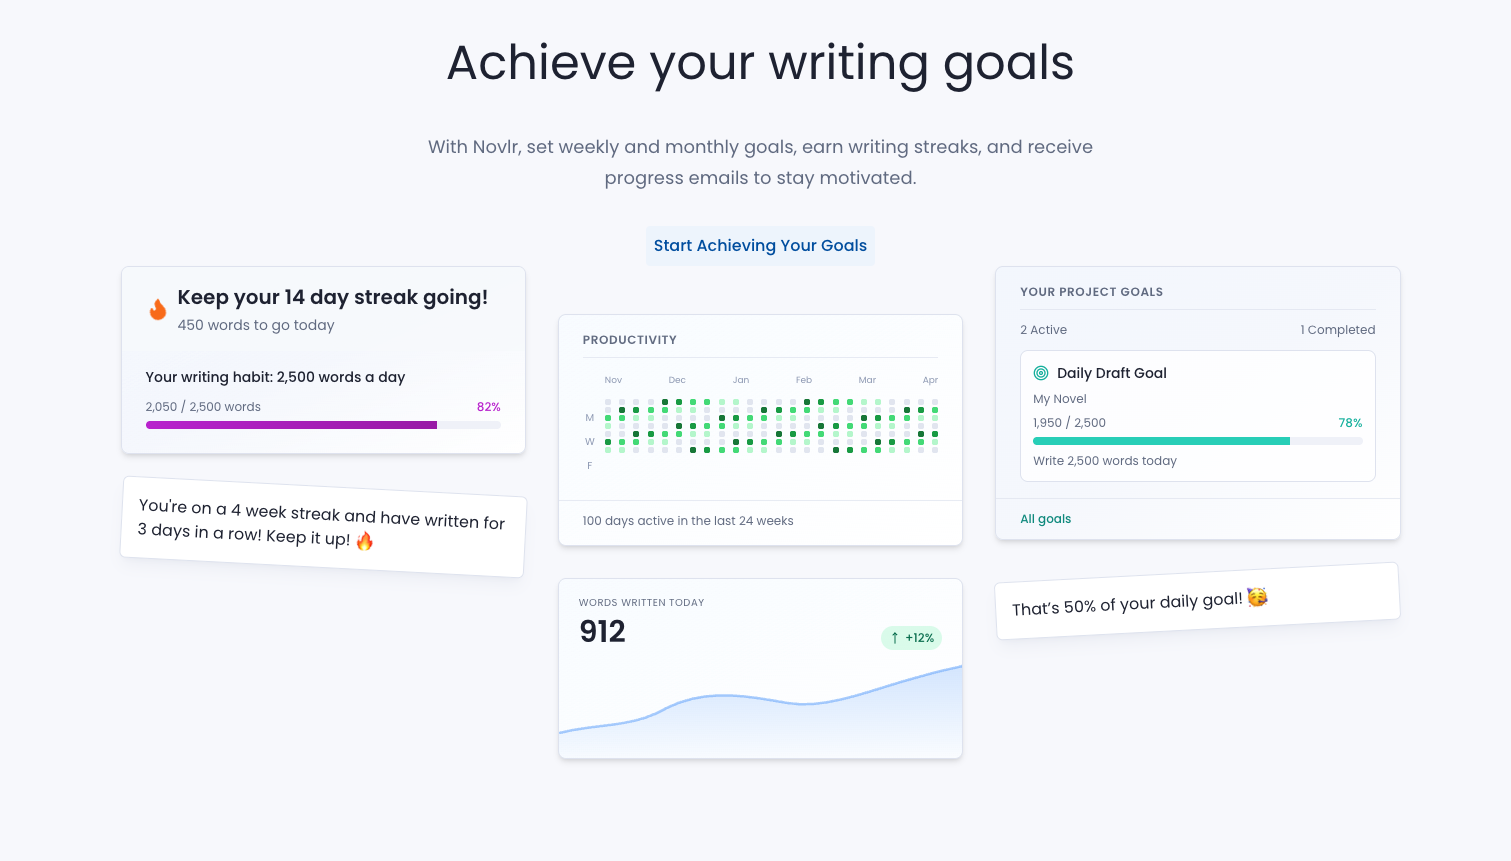 Achieve your writing goals
With Novlr, set weekly and monthly goals, earn writing streaks, and receive
progress emails to stay motivated.
Start Achieving Your Goals
Keep your 14 day streak going!
450 words to go today
Your writing habit: 2,500 words a day
2,050 / 2,500 words 82%
You're on a 4 week streak and have written for
3 days in a row! Keep it up! 🔥
PRODUCTIVITY
Nov Dec Jan Feb Mar Apr
M
W
F
100 days active in the last 24 weeks
WORDS WRITTEN TODAY
912
↑ +12%
YOUR PROJECT GOALS
2 Active 1 Completed
Daily Draft Goal
My Novel
1,950 / 2,500 78%
Write 2,500 words today
All goals
That's 50% of your daily goal! 🥳